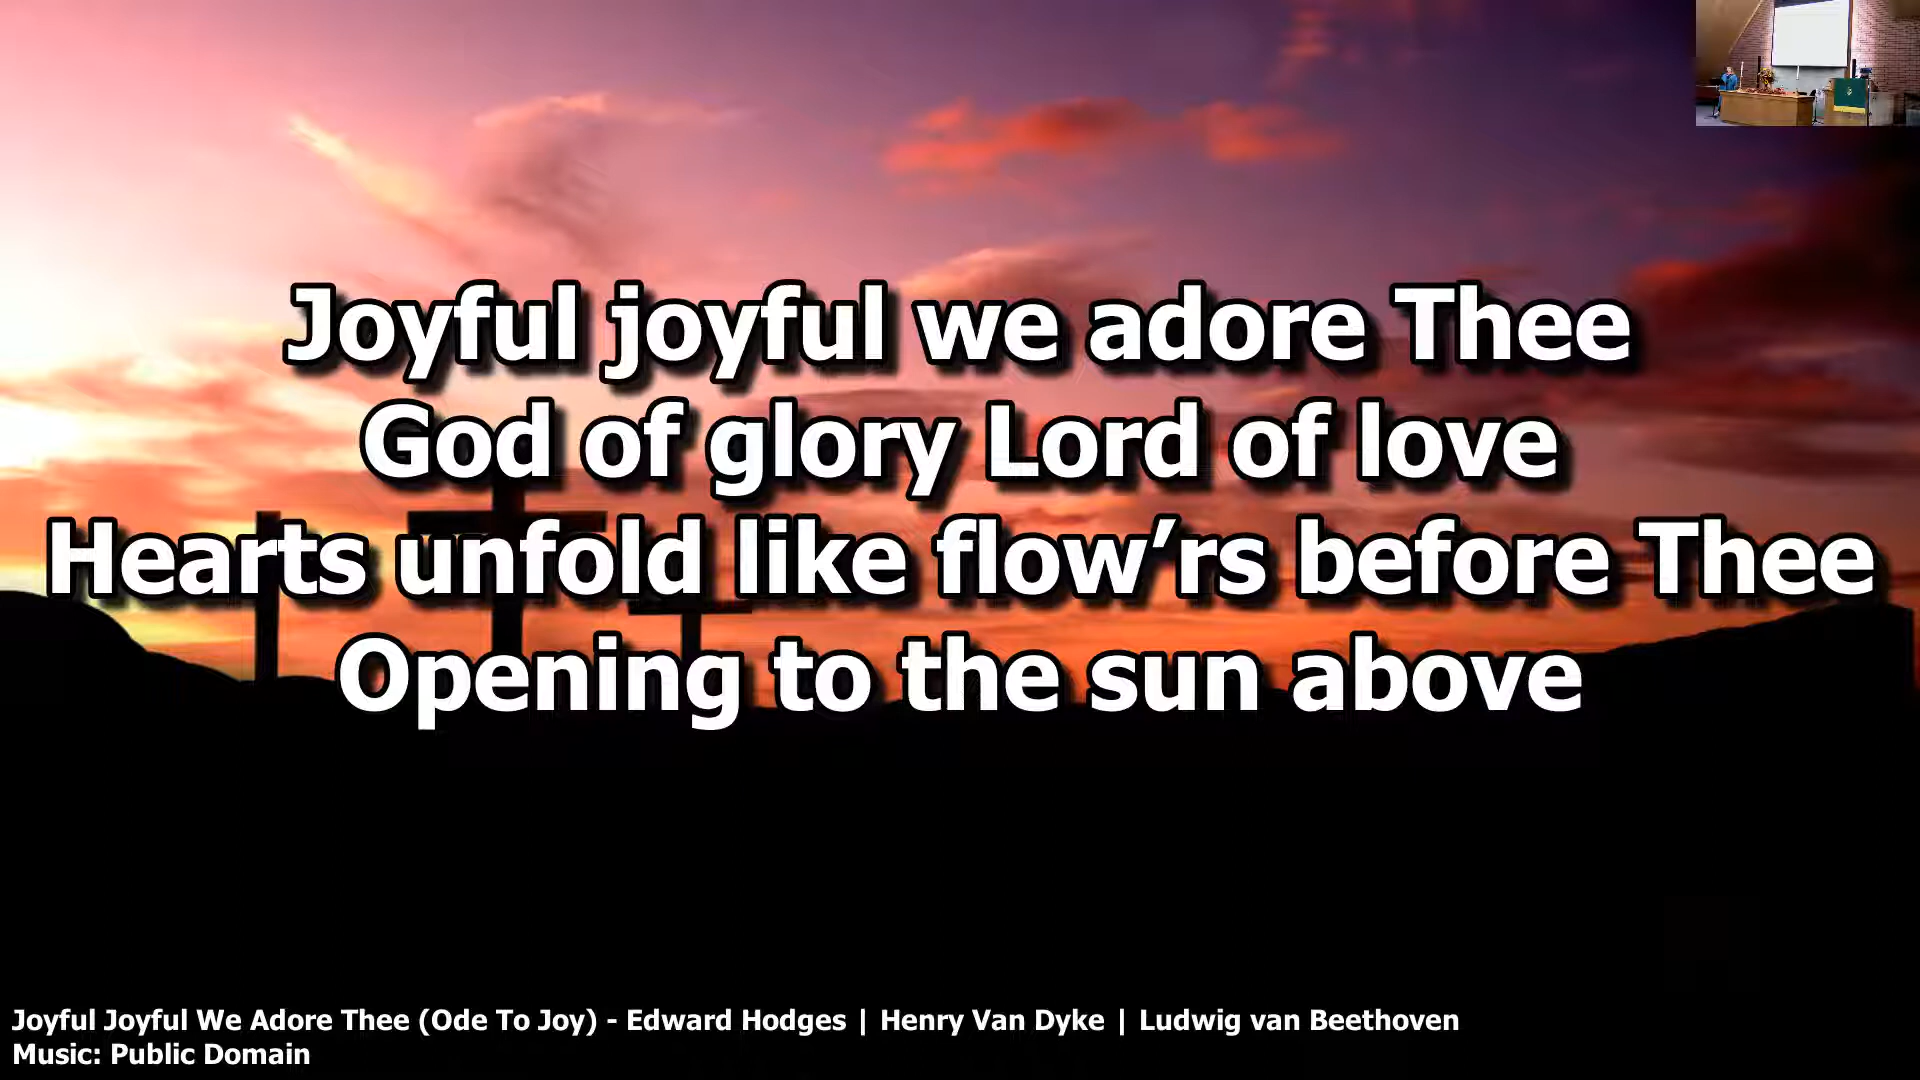 Joyful joyful we adore Thee
God of glory Lord of love
Hearts unfold like flow’rs before Thee
Opening to the sun above
Joyful Joyful We Adore Thee (Ode To Joy) - Edward Hodges | Henry Van Dyke | Ludwig van Beethoven
Music: Public Domain